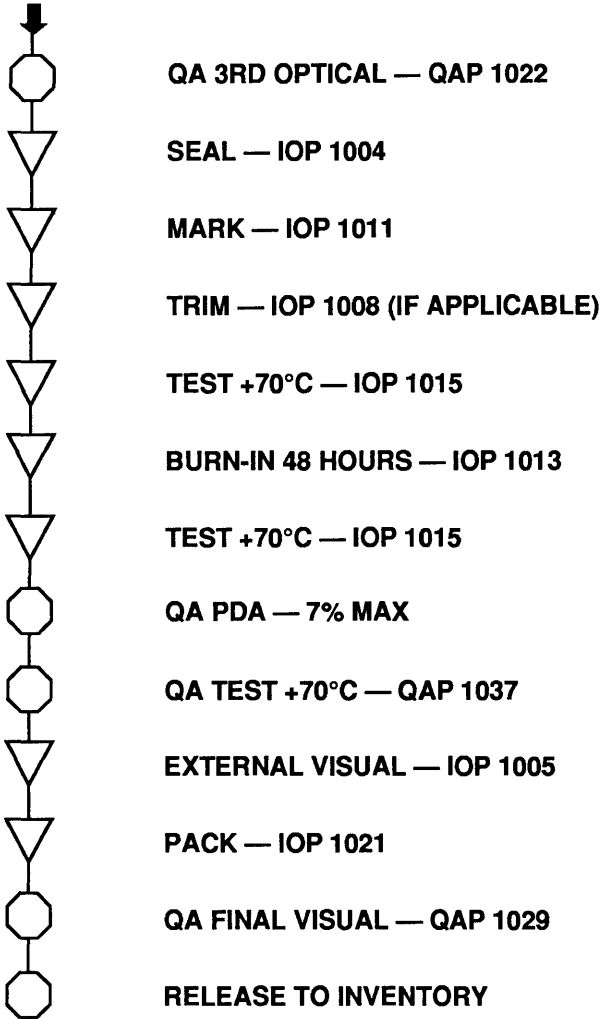 QA 3RD OPTICAL — QAP 1022
SEAL — IOP 1004
MARK — IOP 1011
TRIM — IOP 1008 (IF APPLICABLE)
TEST +70°C — IOP 1015
BURN-IN 48 HOURS — IOP 1013
TEST +70°C — IOP 1015
QA PDA — 7% MAX
QA TEST +70°C — QAP 1037
EXTERNAL VISUAL — IOP 1005
PACK — IOP 1021
QA FINAL VISUAL — QAP 1029
RELEASE TO INVENTORY